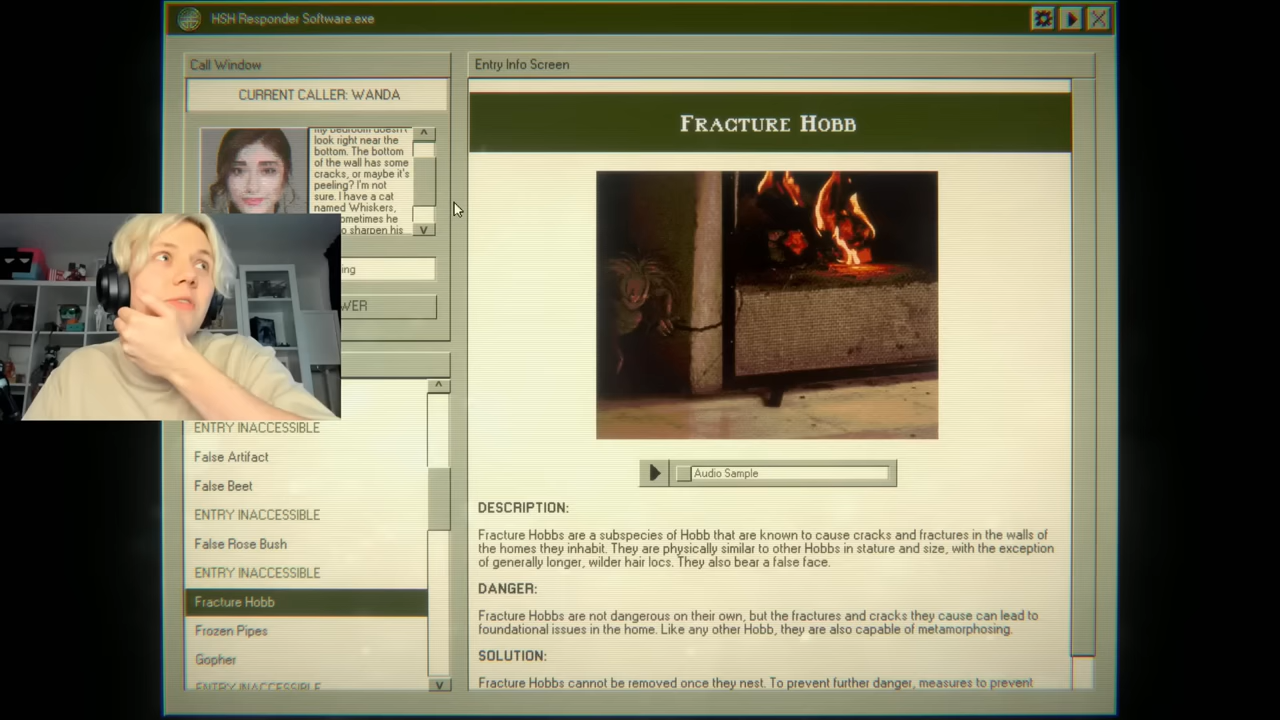 HSH Responder Software.exe
Call Window
CURRENT CALLER: WANDA
my bedroom doesn't
look right near the
bottom. The bottom
of the wall has some
cracks, or maybe it's
peeling? I'm not
sure. I have a cat
named Whiskers,
ometimes he
o sharpen his
ing
WER
ENTRY INACCESSIBLE
False Artifact
False Beet
ENTRY INACCESSIBLE
False Rose Bush
ENTRY INACCESSIBLE
Fracture Hobb
Frozen Pipes
Gopher
ENTRY INACCESSIBLE
Entry Info Screen
Fracture Hobb
Audio Sample
DESCRIPTION:
Fracture Hobbs are a subspecies of Hobb that are known to cause cracks and fractures in the walls of
the homes they inhabit. They are physically similar to other Hobbs in stature and size, with the exception
of generally longer, wilder hair locs. They also bear a false face.
DANGER:
Fracture Hobbs are not dangerous on their own, but the fractures and cracks they cause can lead to
foundational issues in the home. Like any other Hobb, they are also capable of metamorphosing.
SOLUTION:
Fracture Hobbs cannot be removed once they nest. To prevent further danger, measures to prevent